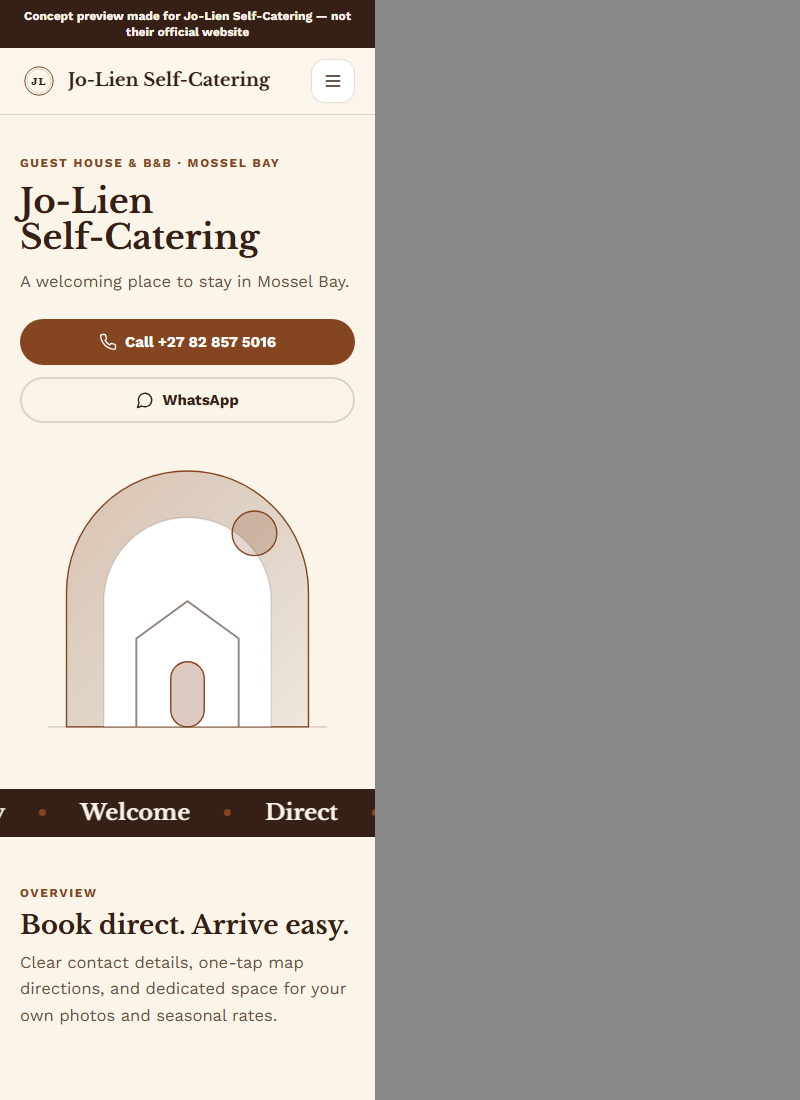 Concept preview made for Jo-Lien Self-Catering — not
their official website
JL
Jo-Lien Self-Catering
GUEST HOUSE & B&B · MOSSEL BAY
Jo-Lien
Self-Catering
A welcoming place to stay in Mossel Bay.
Call +27 82 857 5016
WhatsApp
Welcome • Direct
OVERVIEW
Book direct. Arrive easy.
Clear contact details, one-tap map
directions, and dedicated space for your
own photos and seasonal rates.